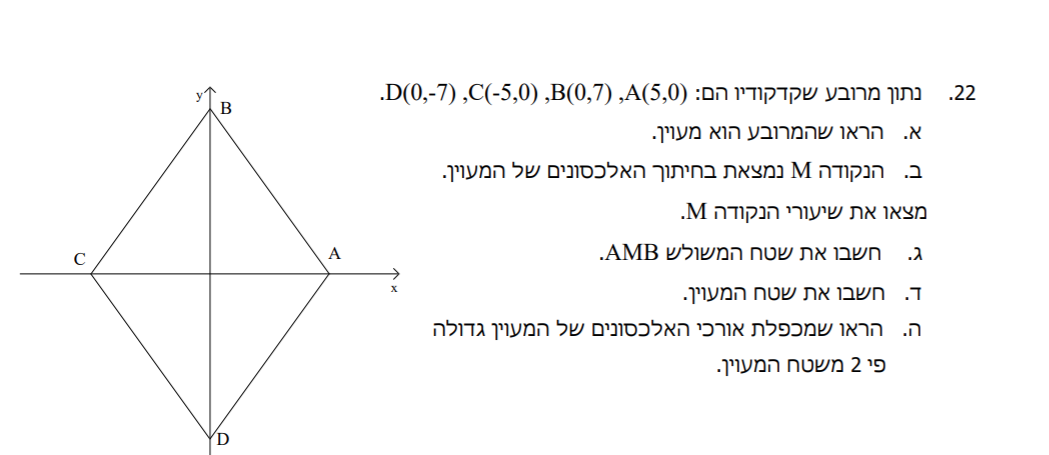 22. נתון מרובע שקדקודיו הם: A(5,0), B(0,7), C(-5,0), D(0,-7).
א. הראו שהמרובע הוא מעוין.
ב. הנקודה M נמצאת בחיתוך האלכסונים של המעוין.
מצאו את שיעורי הנקודה M.
ג. חשבו את שטח המשולש AMB.
ד. חשבו את שטח המעוין.
ה. הראו שמכפלת אורכי האלכסונים של המעוין גדולה
פי 2 משטח המעוין.
y
B
C
A
x
D